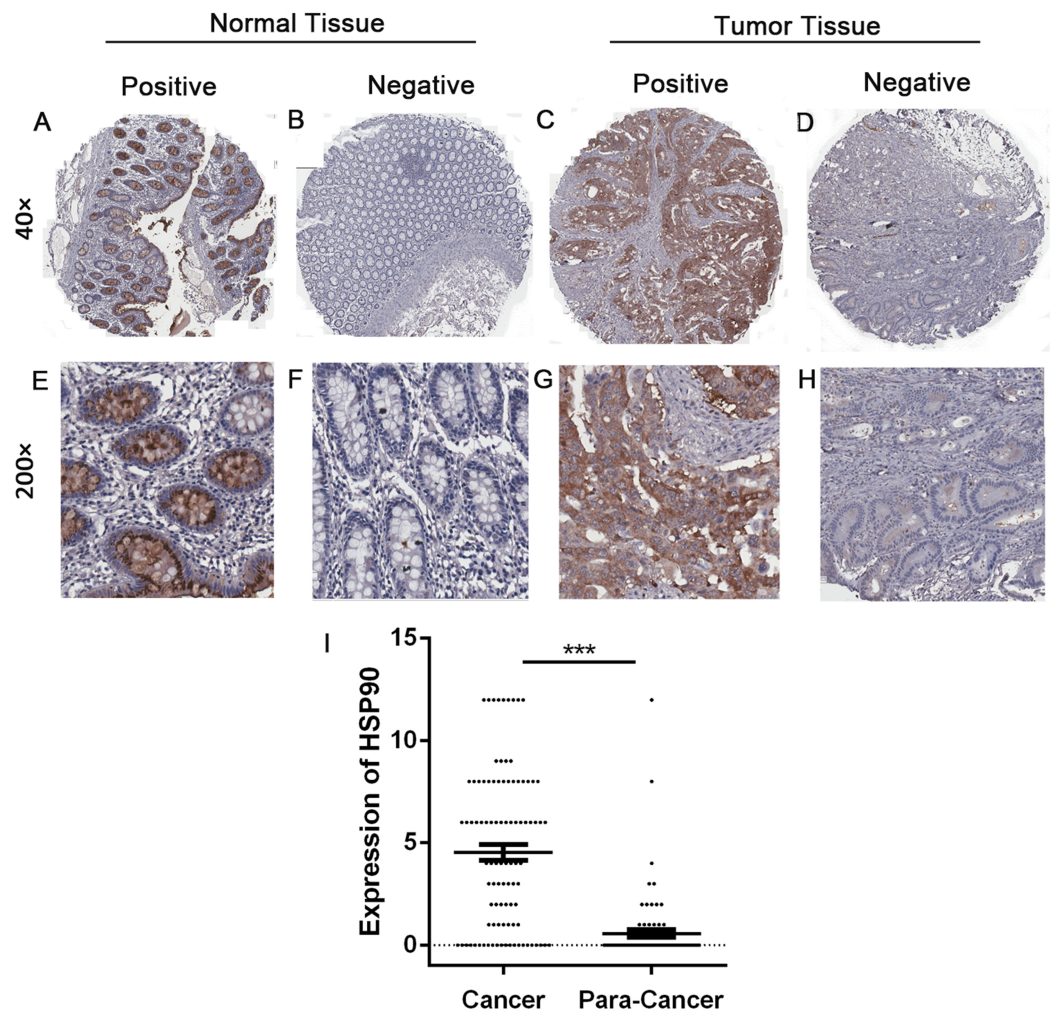 Normal Tissue Tumor Tissue
Positive Negative Positive Negative
A B C D
40×
E F G H
200×
I
15
***
10
5
0
Expression of HSP90
Cancer Para-Cancer